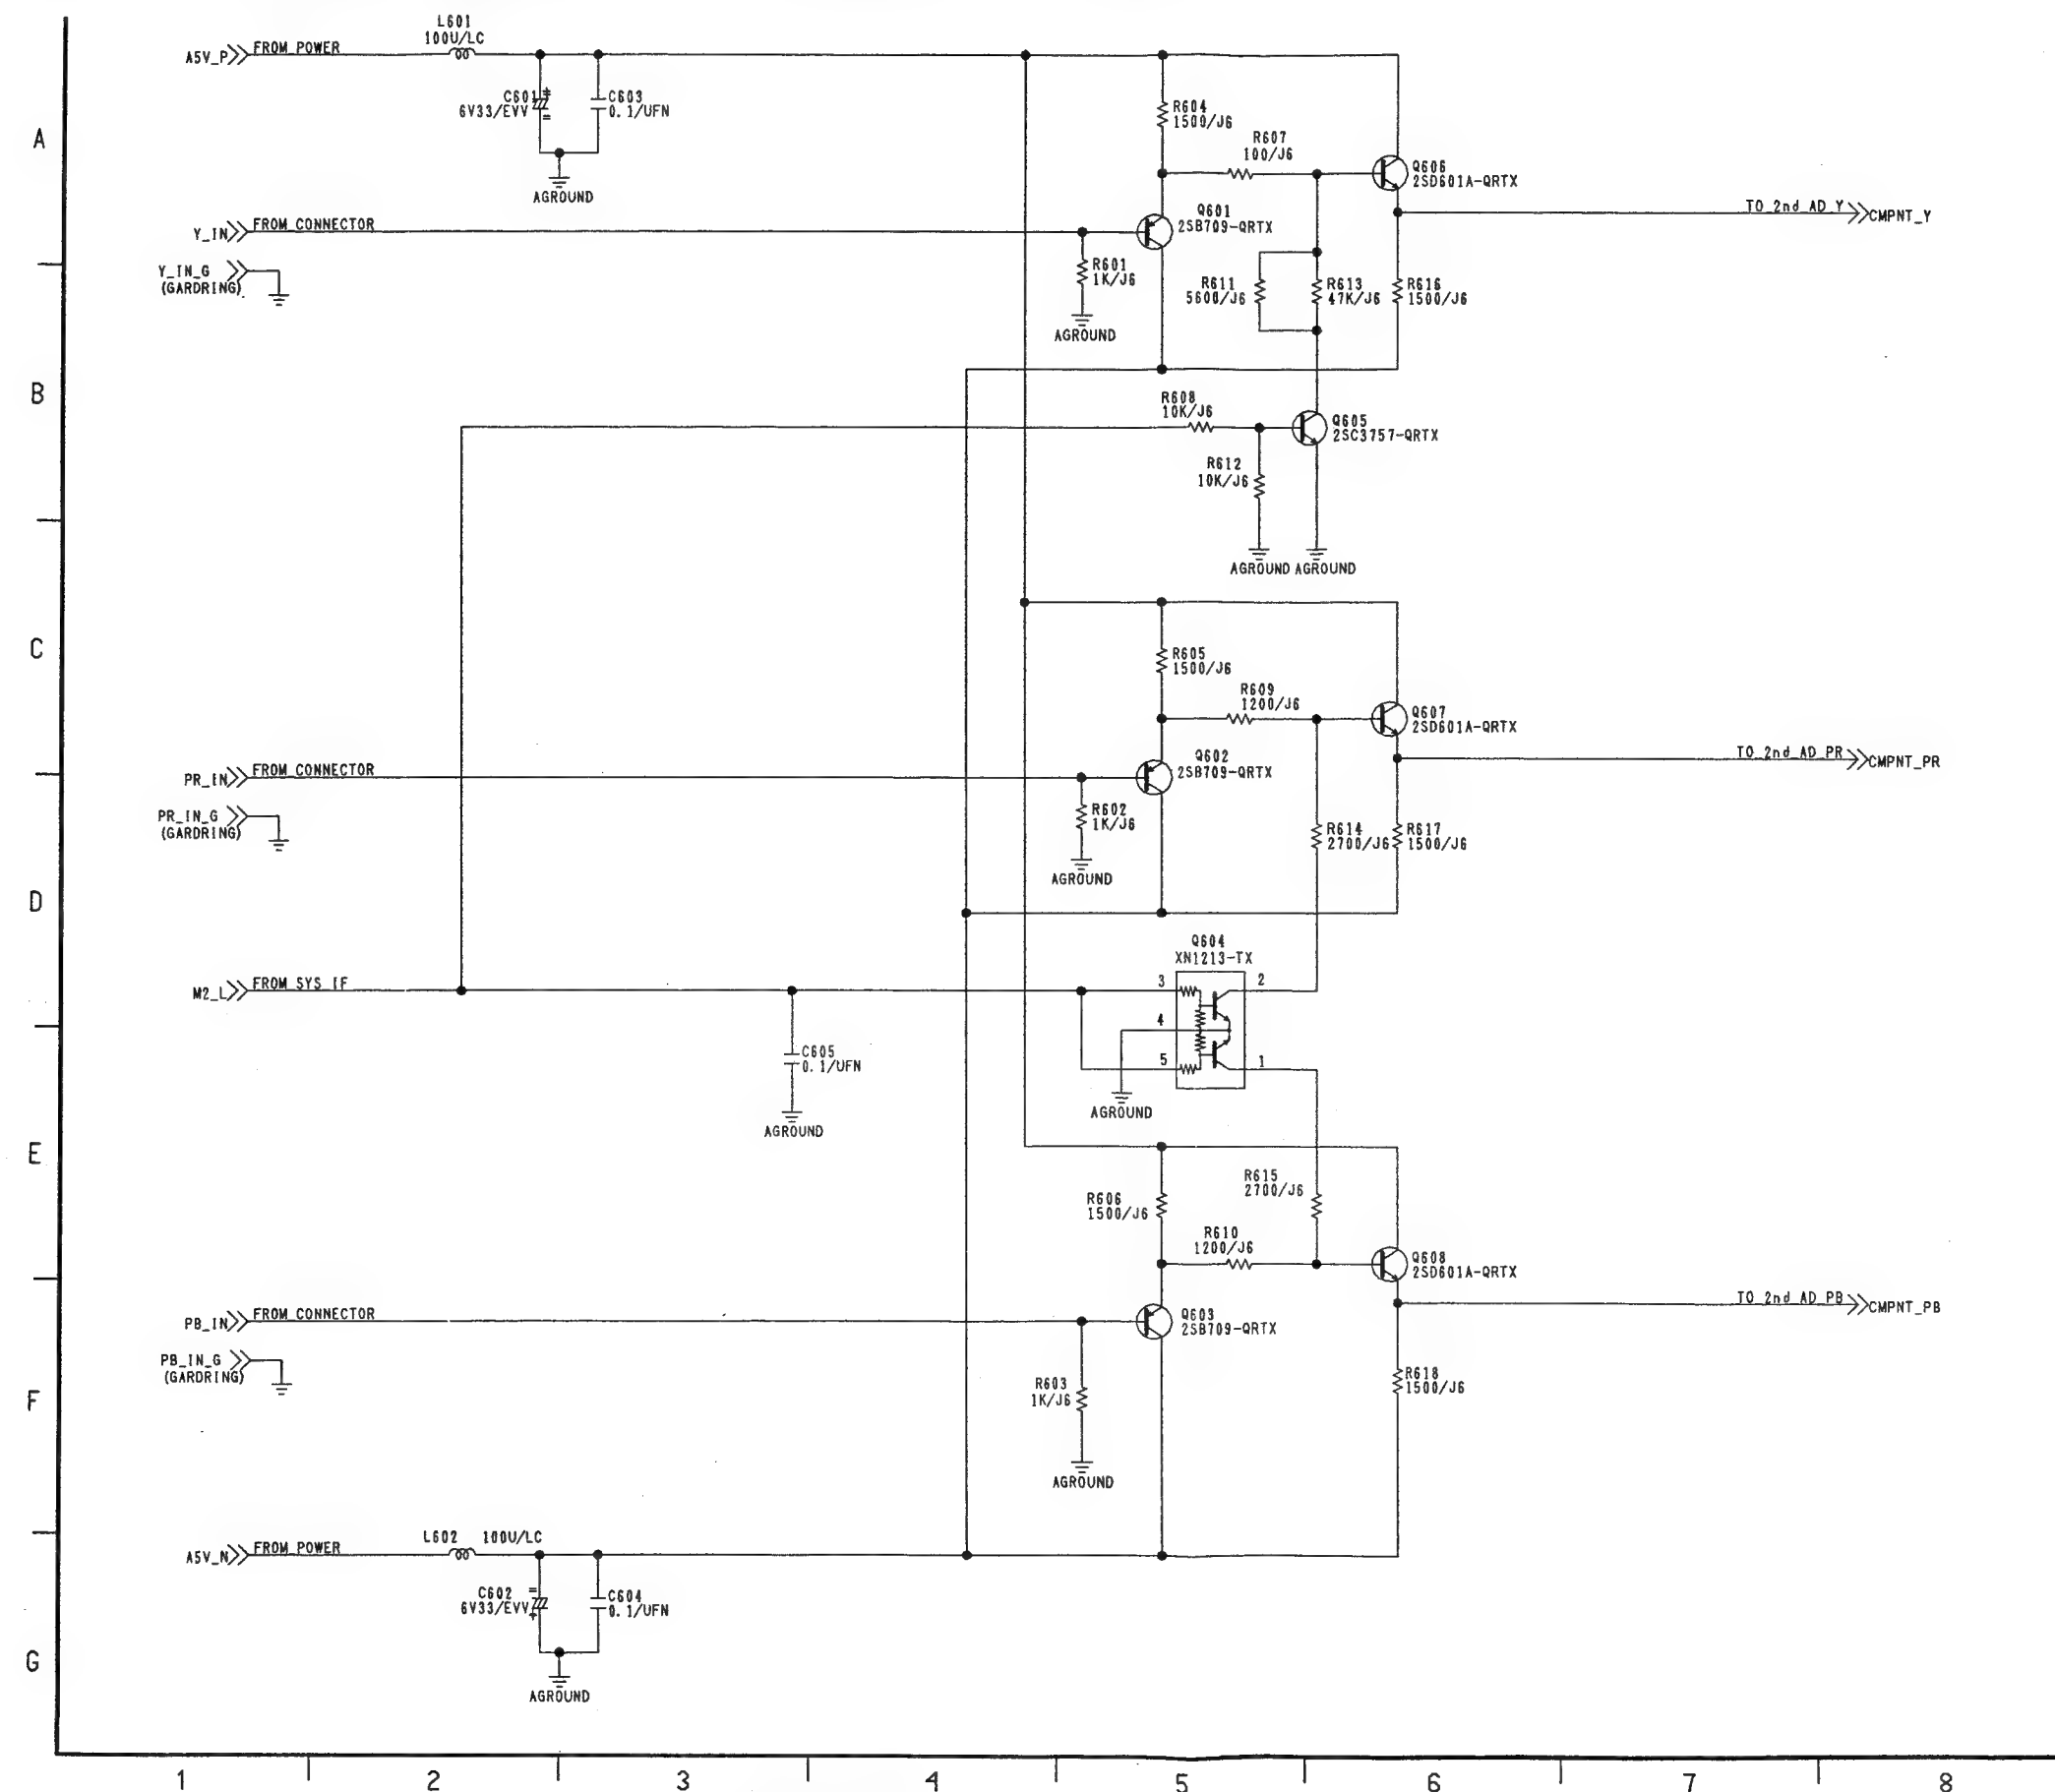 L601
100U/LC
A5V_P FROM POWER
C601 +
6V33/EVV =
C603
0.1/UFN
AGROUND
R604
1500/J6
R607
100/J6
Q606
2SD601A-QRTX
TO 2nd AD Y CMPNT_Y
A
Y_IN FROM CONNECTOR
Q601
2SB709-QRTX
Y_IN_G
(GARDRING)
R601
1K/J6
AGROUND
R611
5600/J6
R613
47K/J6
R616
1500/J6
B
R608
10K/J6
Q605
2SC3757-QRTX
R612
10K/J6
AGROUND AGROUND
C
R605
1500/J6
R609
1200/J6
Q607
2SD601A-QRTX
TO 2nd AD PR CMPNT_PR
PR_IN FROM CONNECTOR
Q602
2SB709-QRTX
PR_IN_G
(GARDRING)
R602
1K/J6
AGROUND
R614
2700/J6
R617
1500/J6
D
Q604
XN1213-TX
M2_L FROM SYS IF
3
2
4
5
1
C605
0.1/UFN
AGROUND
AGROUND
E
R606
1500/J6
R615
2700/J6
R610
1200/J6
Q608
2SD601A-QRTX
TO 2nd AD PB CMPNT_PB
PB_IN FROM CONNECTOR
Q603
2SB709-QRTX
PB_IN_G
(GARDRING)
R603
1K/J6
AGROUND
R618
1500/J6
F
L602 100U/LC
A5V_N FROM POWER
C602 =
6V33/EVV +
C604
0.1/UFN
AGROUND
G
1 2 3 4 5 6 7 8